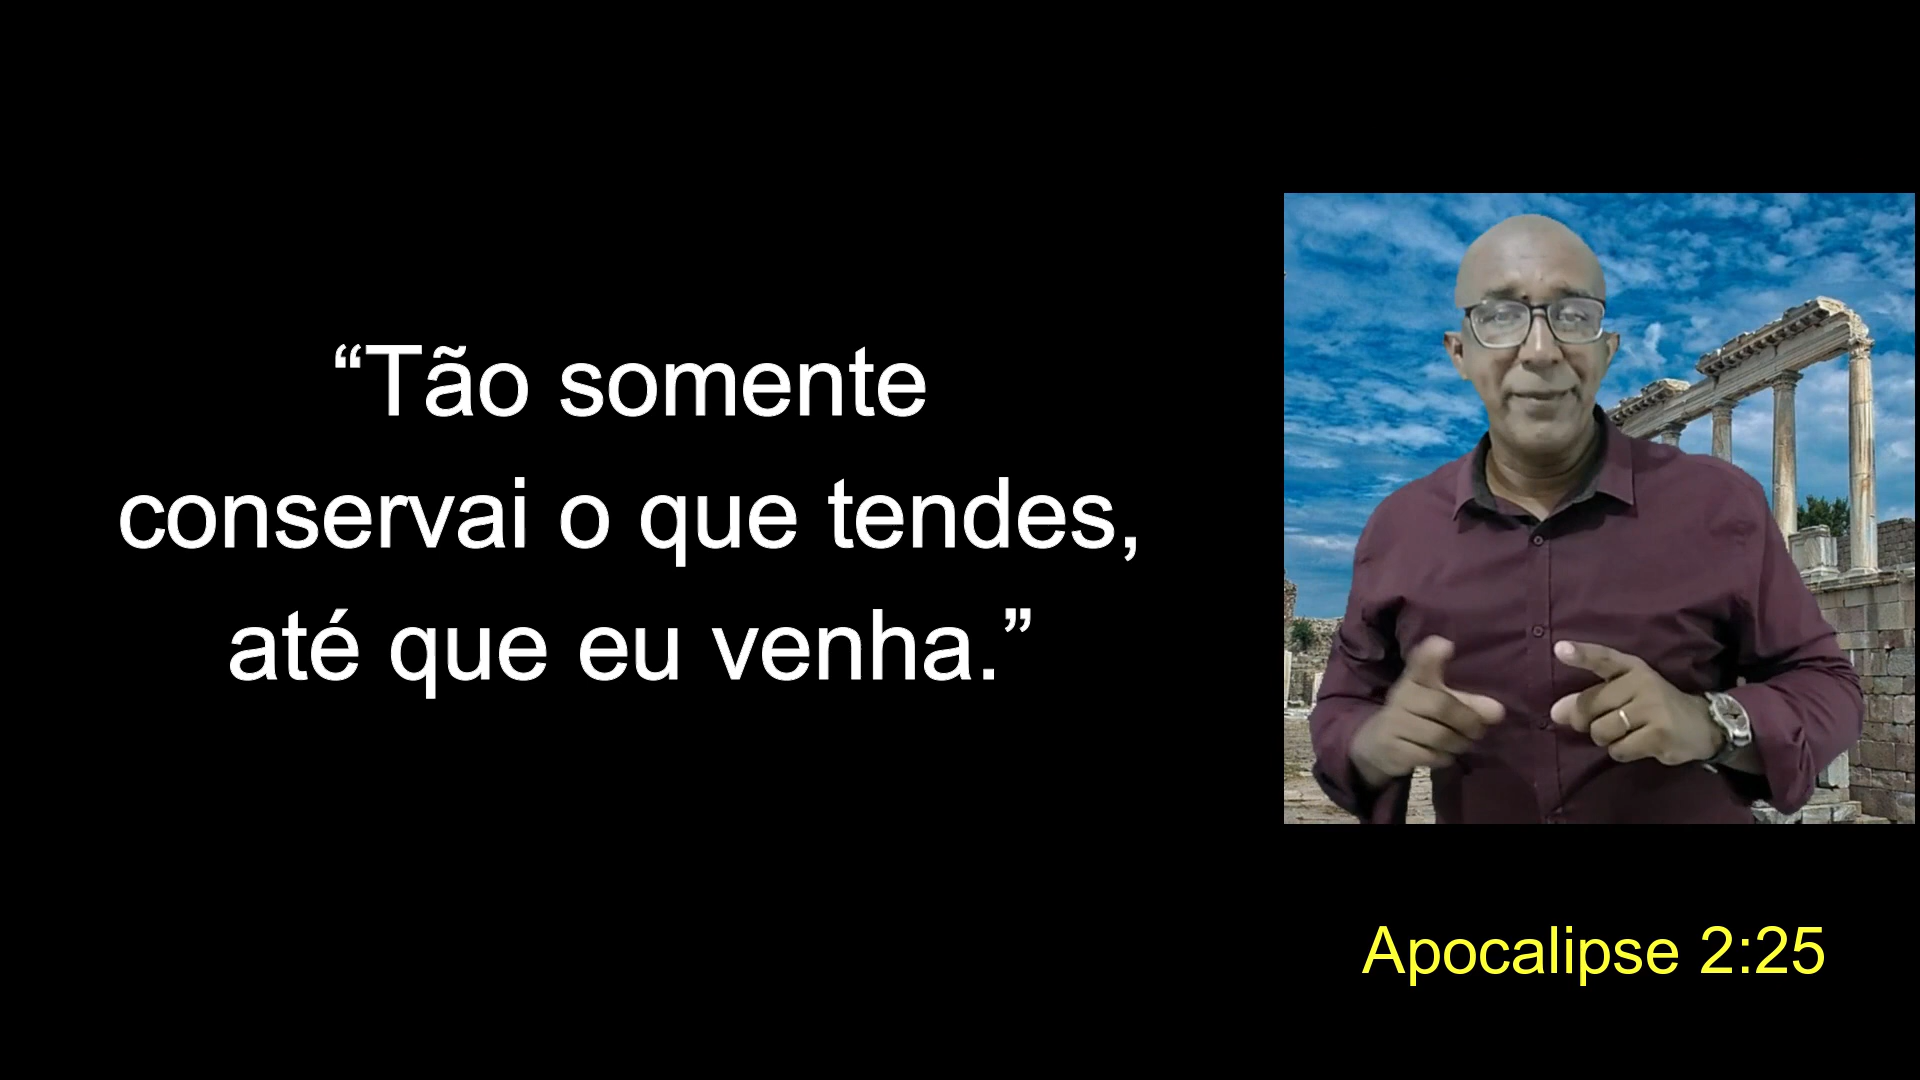 “Tão somente
conservai o que tendes,
até que eu venha.”
Apocalipse 2:25